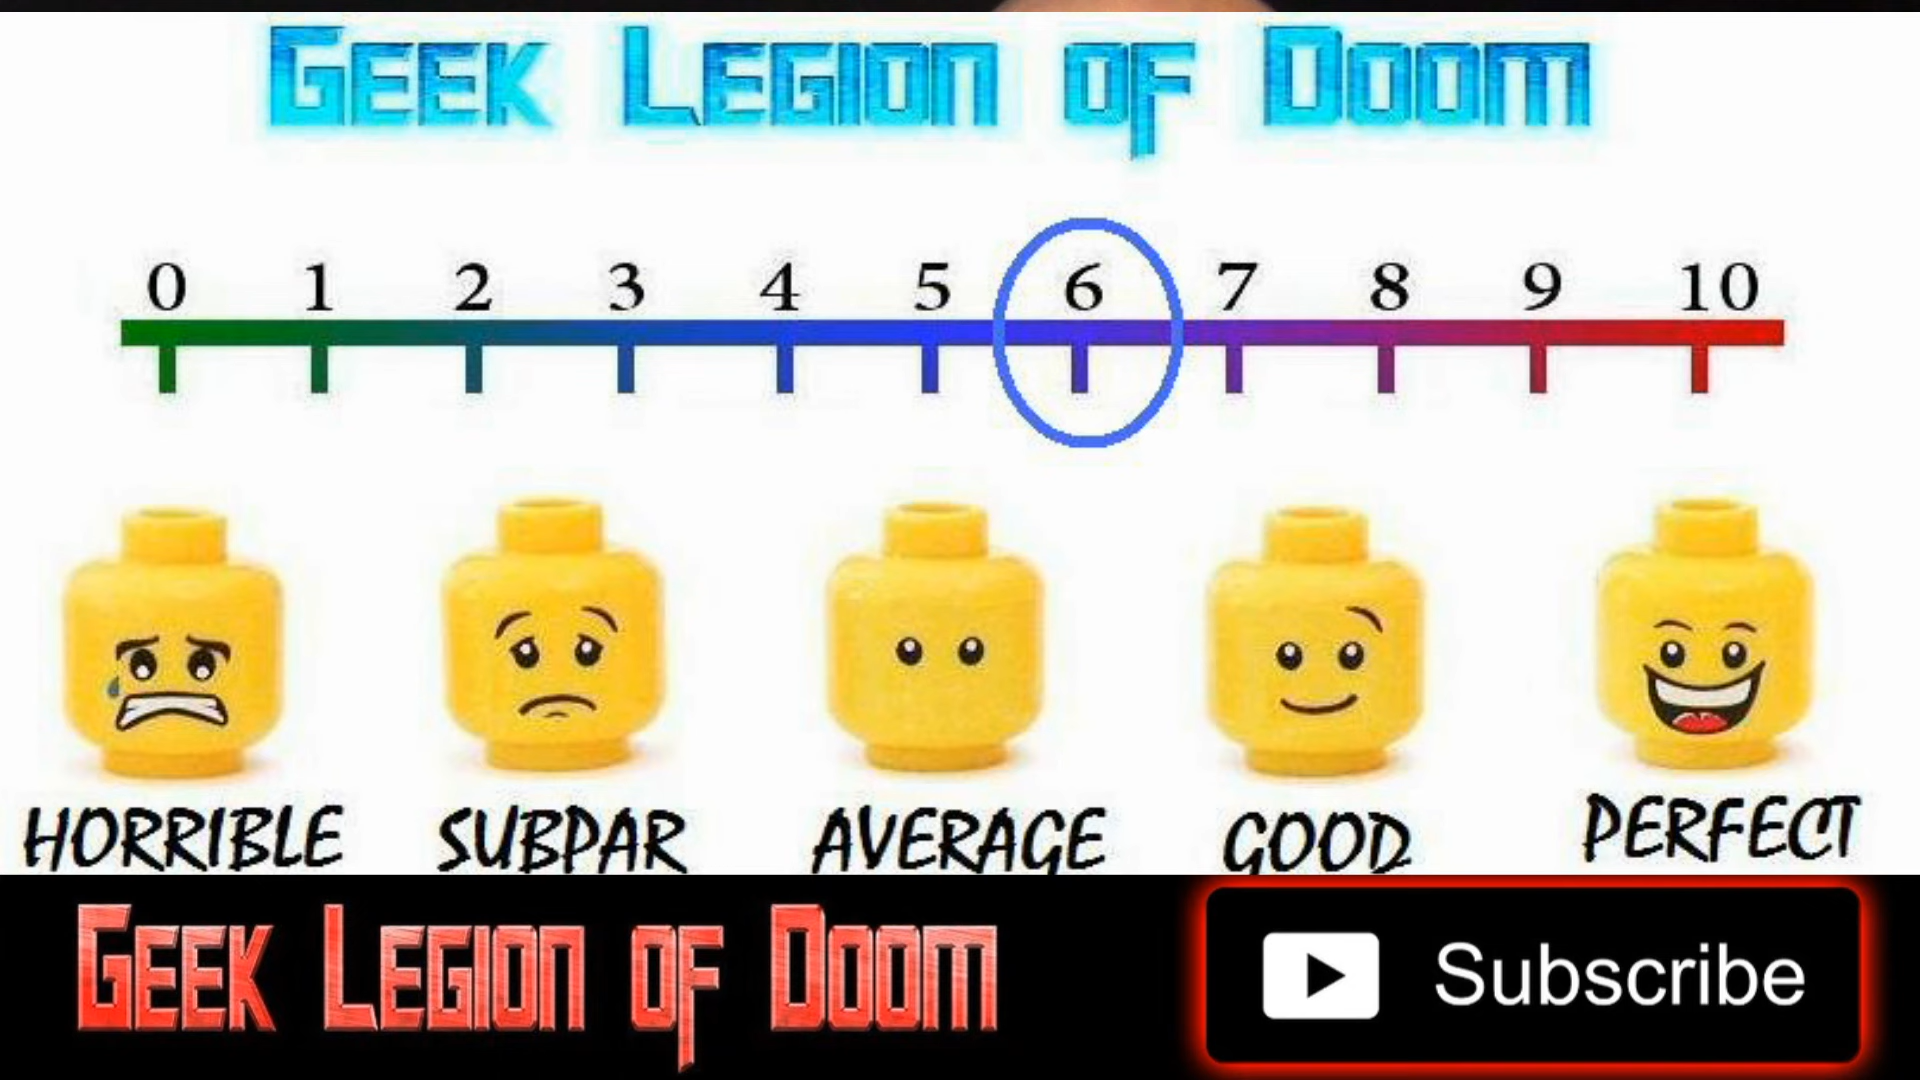 GEEK LEGION OF DOOM
0 1 2 3 4 5 6 7 8 9 10
HORRIBLE SUBPAR AVERAGE GOOD PERFECT
GEEK LEGION OF DOOM
Subscribe